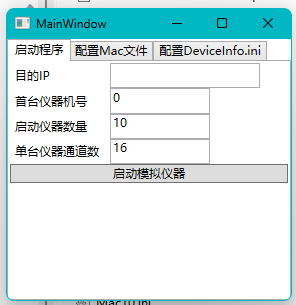 MainWindow
启动程序 配置Mac文件 配置DeviceInfo.ini
目的IP
首台仪器机号 0
启动仪器数量 10
单台仪器通道数 16
启动模拟仪器